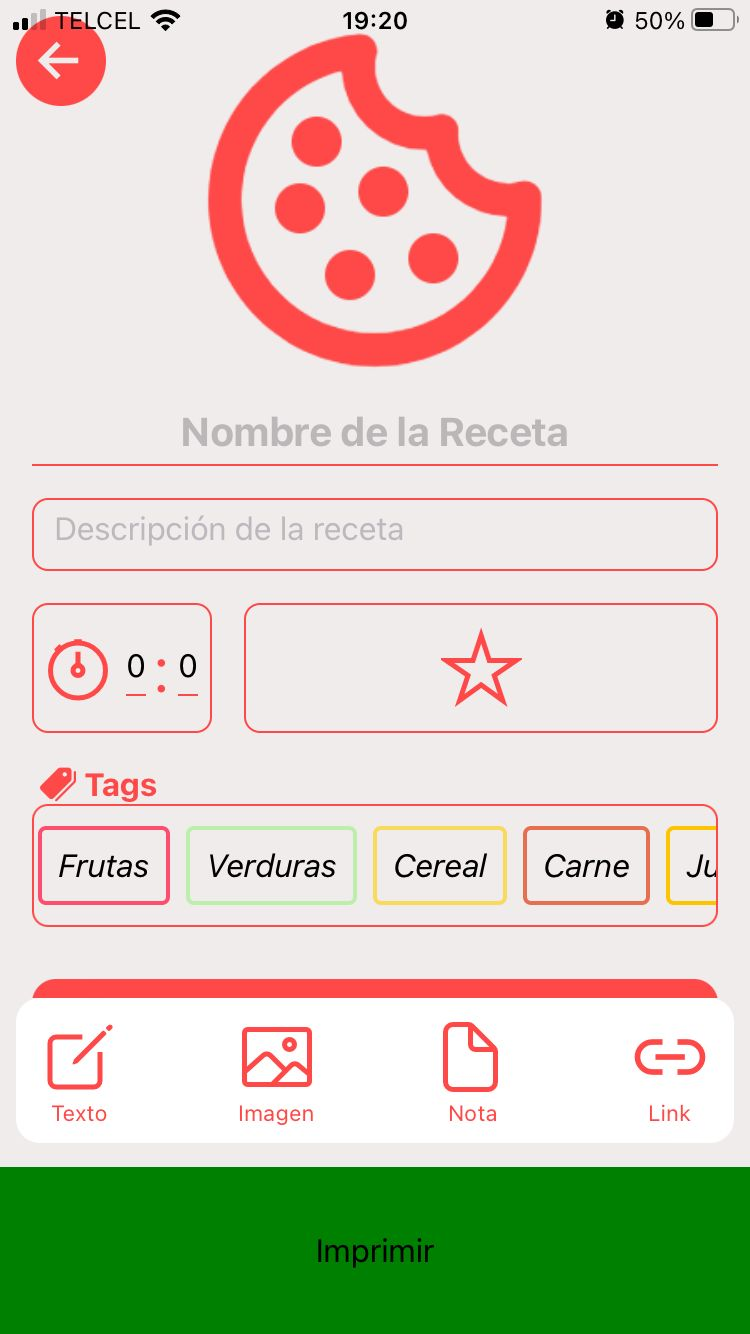 TELCEL 19:20 50%
Nombre de la Receta
Descripción de la receta
0 : 0
Tags
Frutas Verduras Cereal Carne Ju
Texto Imagen Nota Link
Imprimir